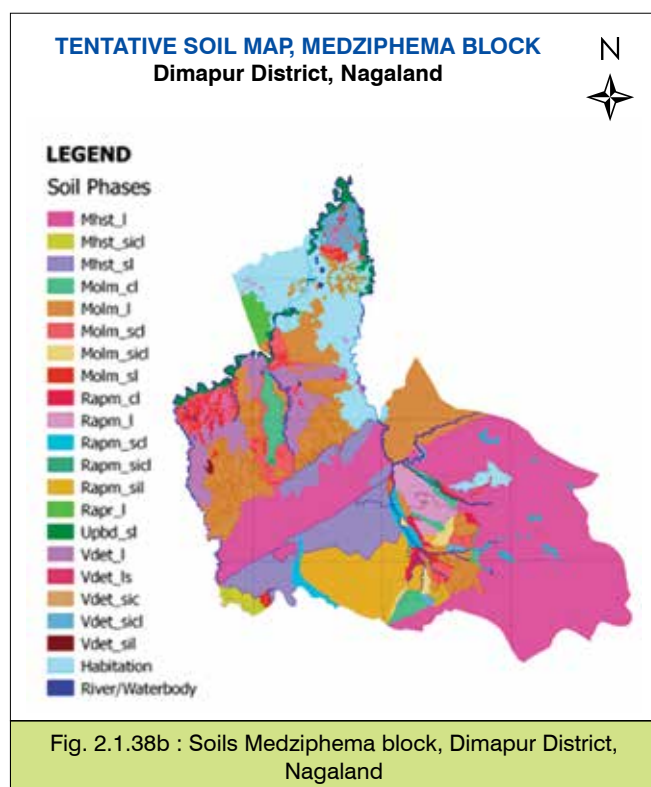 TENTATIVE SOIL MAP, MEDZIPHEMA BLOCK
Dimapur District, Nagaland
N
LEGEND
Soil Phases
Mhst_l
Mhst_sicl
Mhst_sl
Molm_cl
Molm_l
Molm_scl
Molm_sicl
Molm_sl
Rapm_cl
Rapm_l
Rapm_scl
Rapm_sicl
Rapm_sil
Rapr_l
Upbd_sl
Vdet_l
Vdet_ls
Vdet_sic
Vdet_sicl
Vdet_sil
Habitation
River/Waterbody
Fig. 2.1.38b : Soils Medziphema block, Dimapur District,
Nagaland